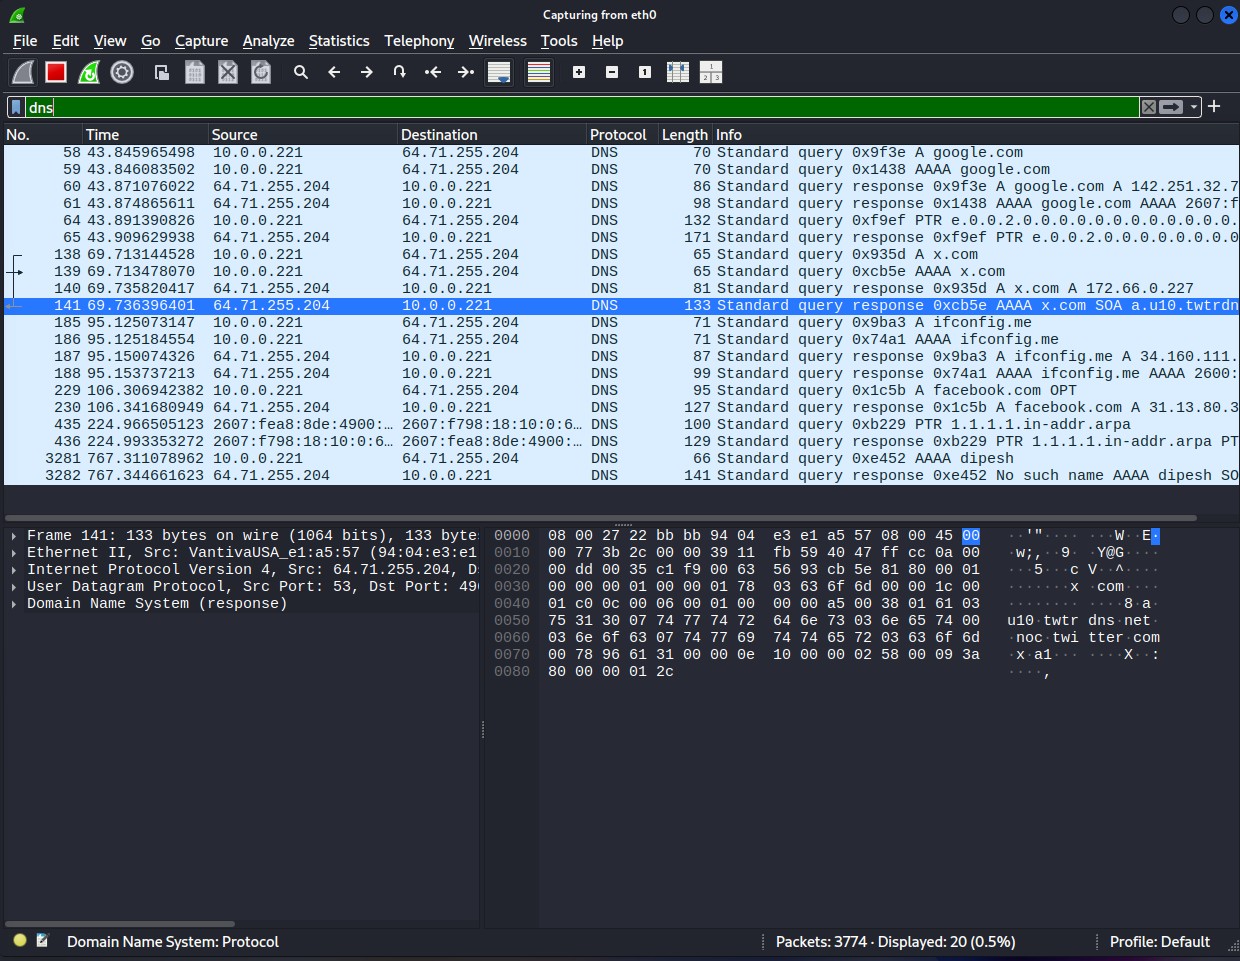 Capturing from eth0
File Edit View Go Capture Analyze Statistics Telephony Wireless Tools Help
dns
No. Time Source Destination Protocol Length Info
58 43.845965498 10.0.0.221 64.71.255.204 DNS 70 Standard query 0x9f3e A google.com
59 43.846083502 10.0.0.221 64.71.255.204 DNS 70 Standard query 0x1438 AAAA google.com
60 43.871076022 64.71.255.204 10.0.0.221 DNS 86 Standard query response 0x9f3e A google.com A 142.251.32.7
61 43.874865611 64.71.255.204 10.0.0.221 DNS 98 Standard query response 0x1438 AAAA google.com AAAA 2607:f
64 43.891390826 10.0.0.221 64.71.255.204 DNS 132 Standard query 0xf9ef PTR e.0.0.2.0.0.0.0.0.0.0.0.0.0.0.0.
65 43.909629938 64.71.255.204 10.0.0.221 DNS 171 Standard query response 0xf9ef PTR e.0.0.2.0.0.0.0.0.0.0
138 69.713144528 10.0.0.221 64.71.255.204 DNS 65 Standard query 0x935d A x.com
139 69.713478070 10.0.0.221 64.71.255.204 DNS 65 Standard query 0xcb5e AAAA x.com
140 69.735820417 64.71.255.204 10.0.0.221 DNS 81 Standard query response 0x935d A x.com A 172.66.0.227
141 69.736396401 64.71.255.204 10.0.0.221 DNS 133 Standard query response 0xcb5e AAAA x.com SOA a.u10.twtrdn
185 95.125073147 10.0.0.221 64.71.255.204 DNS 71 Standard query 0x9ba3 A ifconfig.me
186 95.125184554 10.0.0.221 64.71.255.204 DNS 71 Standard query 0x74a1 AAAA ifconfig.me
187 95.150074326 64.71.255.204 10.0.0.221 DNS 87 Standard query response 0x9ba3 A ifconfig.me A 34.160.111.
188 95.153737213 64.71.255.204 10.0.0.221 DNS 99 Standard query response 0x74a1 AAAA ifconfig.me AAAA 2600:
229 106.306942382 10.0.0.221 64.71.255.204 DNS 95 Standard query 0x1c5b A facebook.com OPT
230 106.341680949 64.71.255.204 10.0.0.221 DNS 127 Standard query response 0x1c5b A facebook.com A 31.13.80.3
435 224.966505123 2607:fea8:8de:4900:… 2607:f798:18:10:0:6… DNS 100 Standard query 0xb229 PTR 1.1.1.1.in-addr.arpa
436 224.993353272 2607:f798:18:10:0:6… 2607:fea8:8de:4900:… DNS 129 Standard query response 0xb229 PTR 1.1.1.1.in-addr.arpa PT
3281 767.311078962 10.0.0.221 64.71.255.204 DNS 66 Standard query 0xe452 AAAA dipesh
3282 767.344661623 64.71.255.204 10.0.0.221 DNS 141 Standard query response 0xe452 No such name AAAA dipesh SO
Frame 141: 133 bytes on wire (1064 bits), 133 byte
Ethernet II, Src: VantivaUSA_e1:a5:57 (94:04:e3:e1
Internet Protocol Version 4, Src: 64.71.255.204, D
User Datagram Protocol, Src Port: 53, Dst Port: 49
Domain Name System (response)
0000 08 00 27 22 bb bb 94 04 e3 e1 a5 57 08 00 45 00 ··'"···· ···W··E·
0010 00 77 3b 2c 00 00 39 11 fb 59 40 47 ff cc 0a 00 ·w;,··9· ·Y@G····
0020 00 dd 00 35 c1 f9 00 63 56 93 cb 5e 81 80 00 01 ···5···c V··^····
0030 00 00 00 01 00 00 01 78 03 63 6f 6d 00 00 1c 00 ·······x ·com····
0040 01 c0 0c 00 06 00 01 00 00 00 a5 00 38 01 61 03 ········ ····8·a·
0050 75 31 30 07 74 77 74 72 64 6e 73 03 6e 65 74 00 u10·twtr dns·net·
0060 03 6e 6f 63 07 74 77 69 74 74 65 72 03 63 6f 6d ·noc·twi tter·com
0070 00 78 96 61 31 00 00 0e 10 00 00 02 58 00 09 3a ·x·a1··· ····X··:
0080 80 00 00 01 2c ····,
Domain Name System: Protocol
Packets: 3774 · Displayed: 20 (0.5%)
Profile: Default